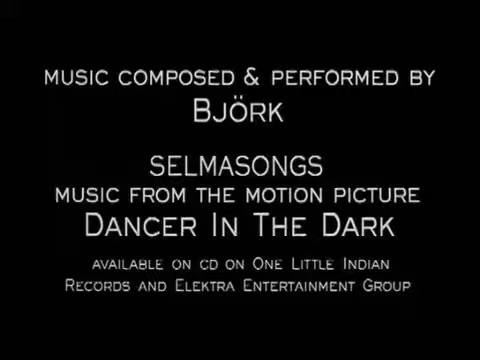 MUSIC COMPOSED & PERFORMED BY
BJÖRK
SELMASONGS
MUSIC FROM THE MOTION PICTURE
DANCER IN THE DARK
AVAILABLE ON CD ON ONE LITTLE INDIAN
RECORDS AND ELEKTRA ENTERTAINMENT GROUP